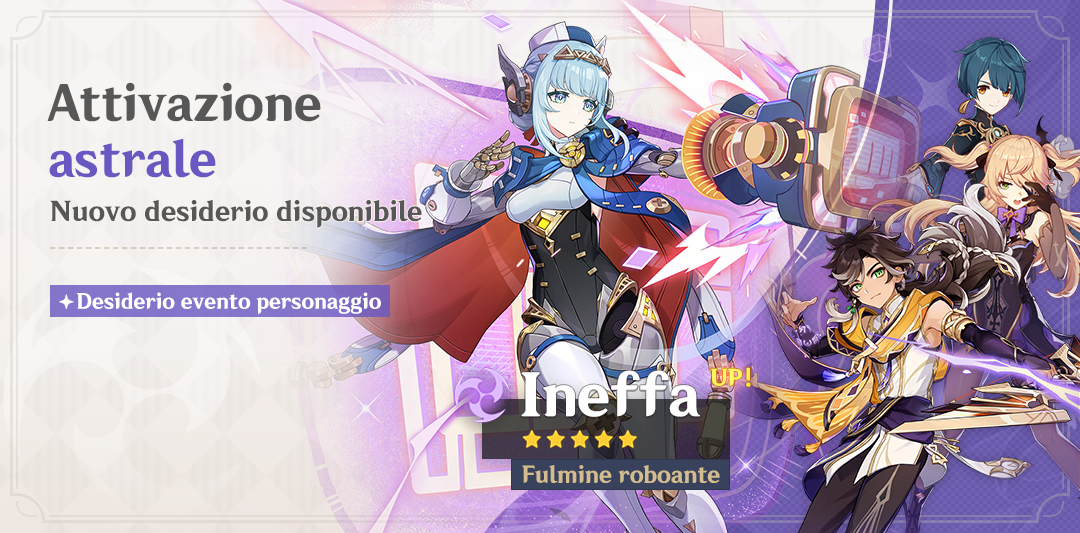 Attivazione
astrale
Nuovo desiderio disponibile
Desiderio evento personaggio
Ineffa UP!
Fulmine roboante